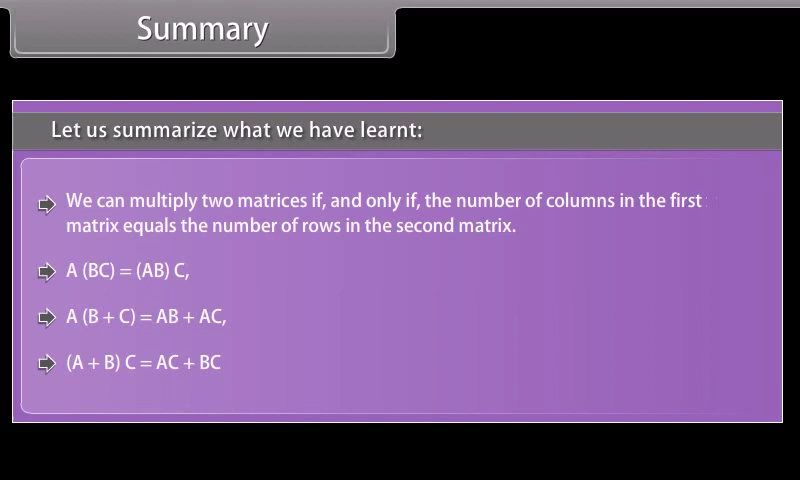 Summary
Let us summarize what we have learnt:
We can multiply two matrices if, and only if, the number of columns in the first
matrix equals the number of rows in the second matrix.
A (BC) = (AB) C,
A (B + C) = AB + AC,
(A + B) C = AC + BC